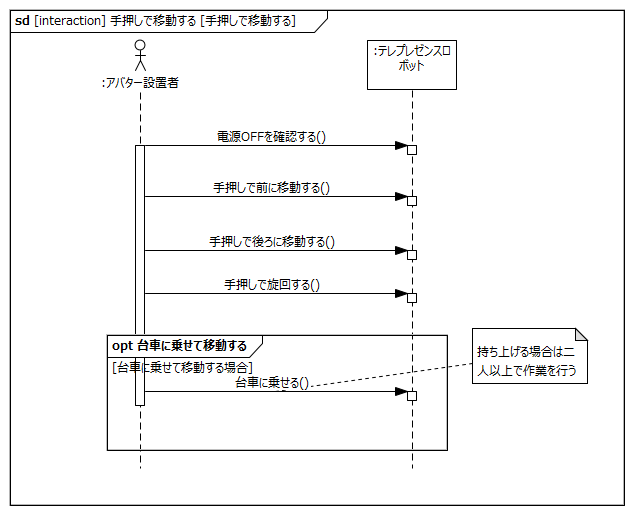 sd [interaction] 手押しで移動する [手押しで移動する]
:アバター設置者
:テレプレゼンスロ
ボット
電源OFFを確認する()
手押しで前に移動する()
手押しで後ろに移動する()
手押しで旋回する()
opt 台車に乗せて移動する
[台車に乗せて移動する場合]
台車に乗せる()
持ち上げる場合は二
人以上で作業を行う